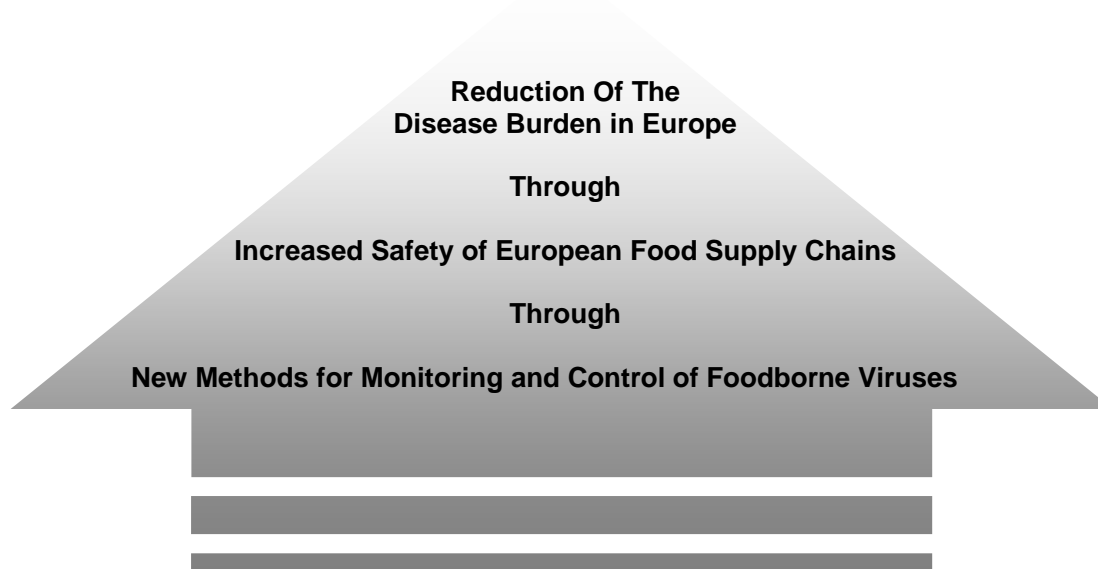 Reduction Of The
Disease Burden in Europe
Through
Increased Safety of European Food Supply Chains
Through
New Methods for Monitoring and Control of Foodborne Viruses